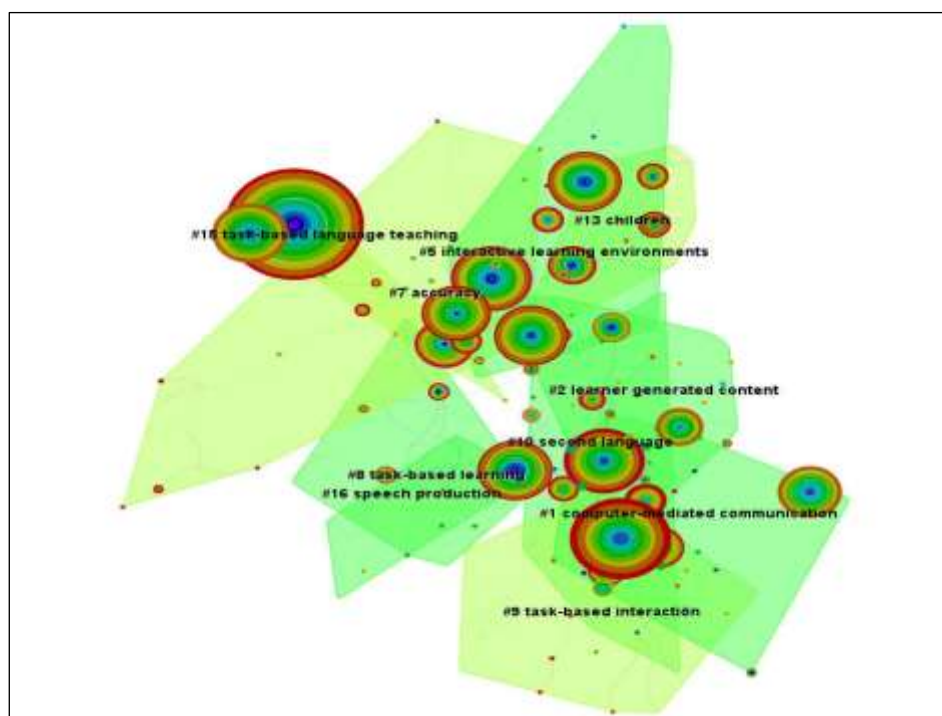 #13 children
#15 task-based language teaching
#5 interactive learning environments
#7 accuracy
#2 learner generated content
#10 second language
#8 task-based learning
#16 speech production
#1 computer-mediated communication
#9 task-based interaction